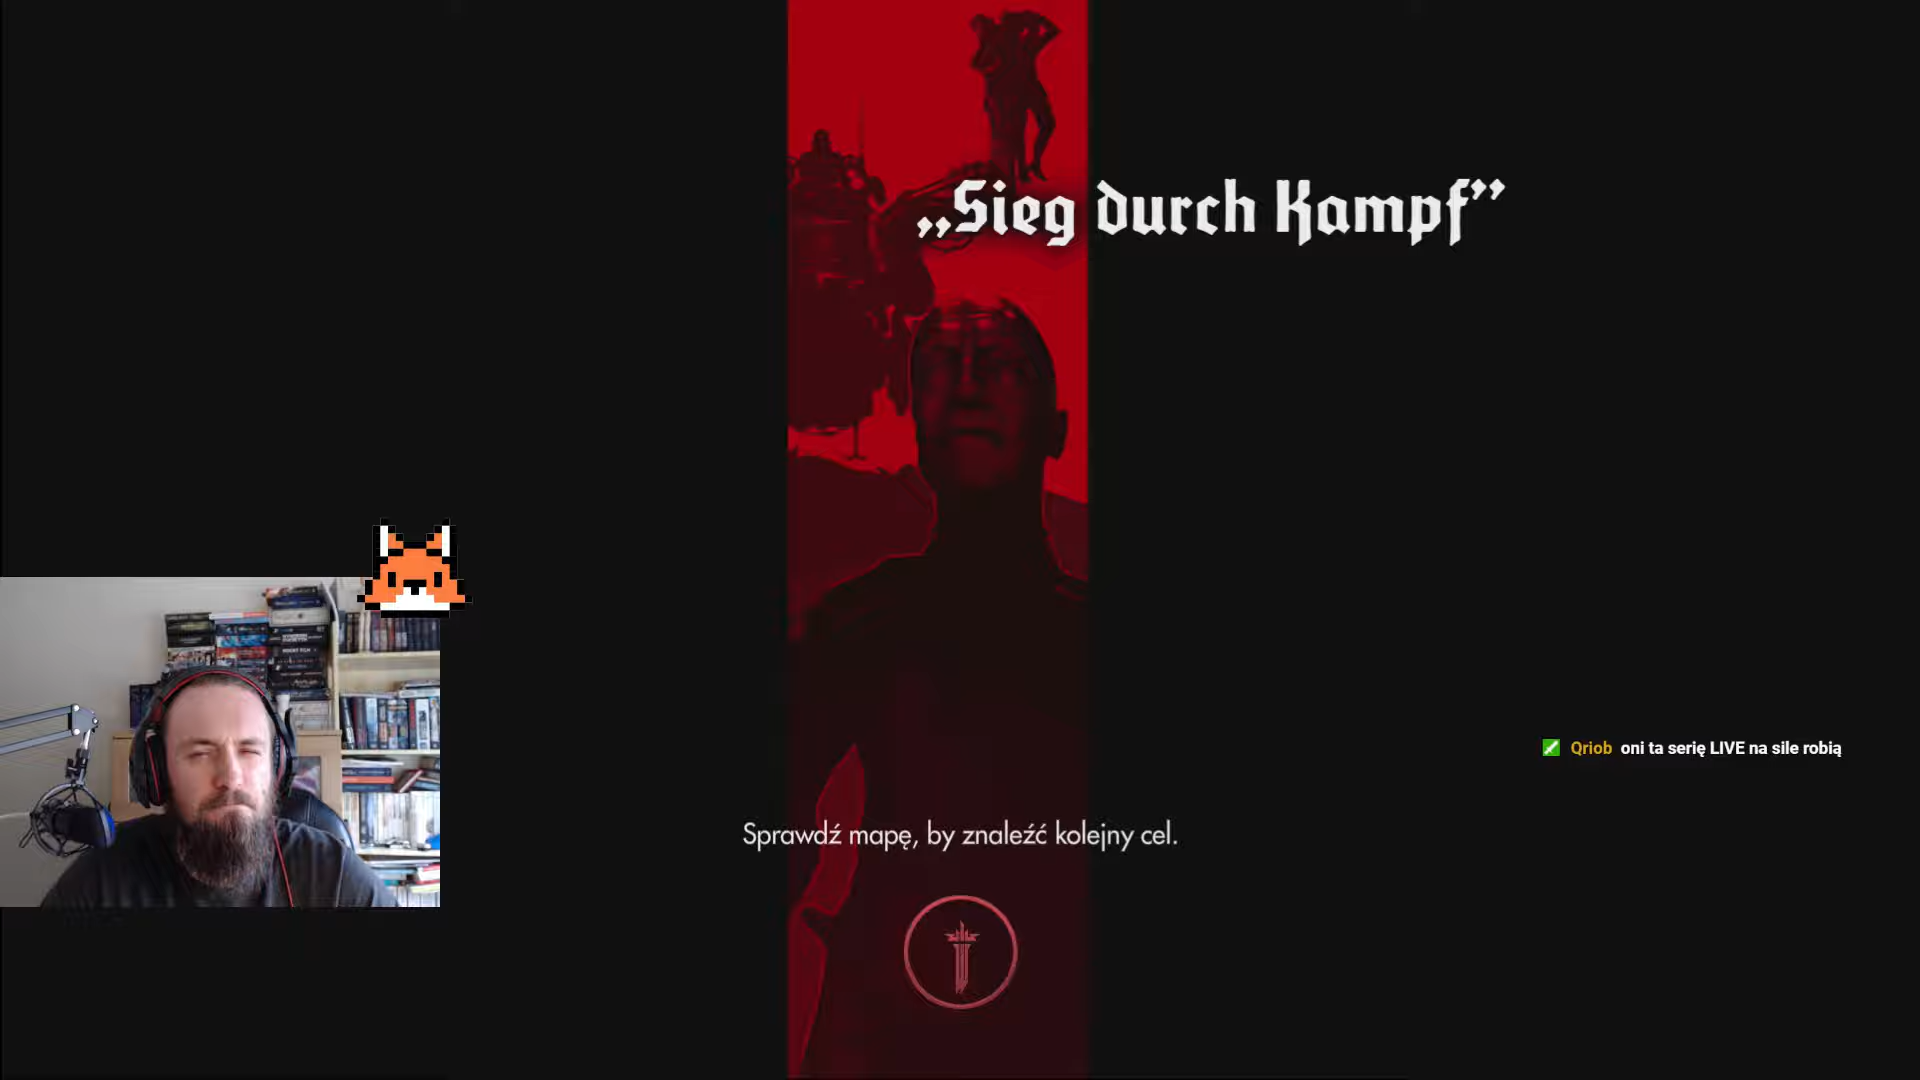 „Sieg durch Kampf”
Qriob oni ta serię LIVE na sile robią
Sprawdź mapę, by znaleźć kolejny cel.